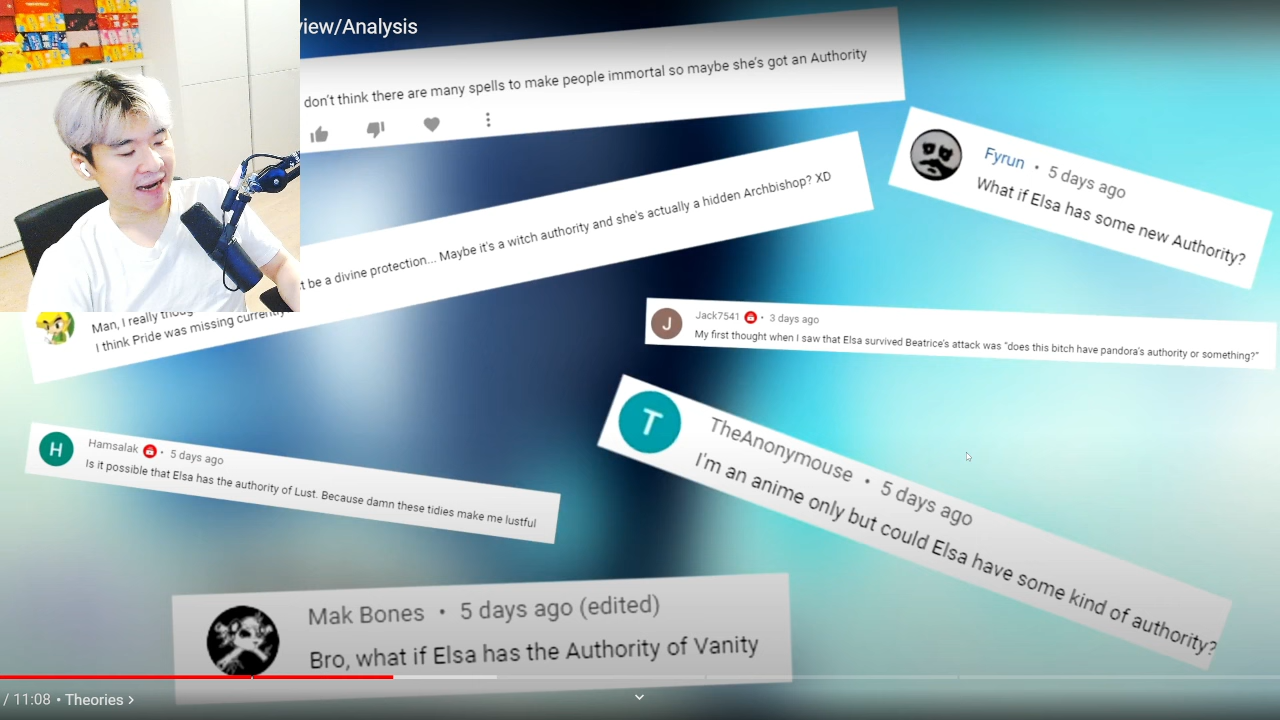 view/Analysis
don't think there are many spells to make people immortal so maybe she's got an Authority
Fyrun • 5 days ago
What if Elsa has some new Authority?
t be a divine protection... Maybe it's a witch authority and she's actually a hidden Archbishop? XD
Man, I really
I think Pride was missing
Jack7541 • 3 days ago
My first thought when I saw that Elsa survived Beatrice's attack was "does this bitch have pandora's authority or something?"
TheAnonymouse • 5 days ago
I'm an anime only but could Elsa have some kind of authority?
Hamsalak • 5 days ago
Is it possible that Elsa has the authority of Lust. Because damn these tidies make me lustful
Mak Bones • 5 days ago (edited)
Bro, what if Elsa has the Authority of Vanity
/ 11:08 • Theories >